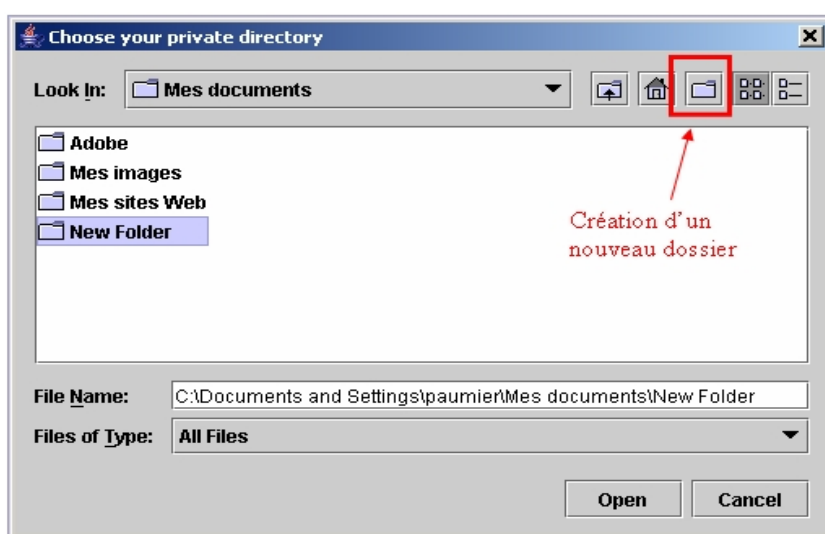 Choose your private directory
Look In: Mes documents
Adobe
Mes images
Mes sites Web
New Folder
Création d'un
nouveau dossier
File Name: C:\Documents and Settings\paumier\Mes documents\New Folder
Files of Type: All Files
Open Cancel